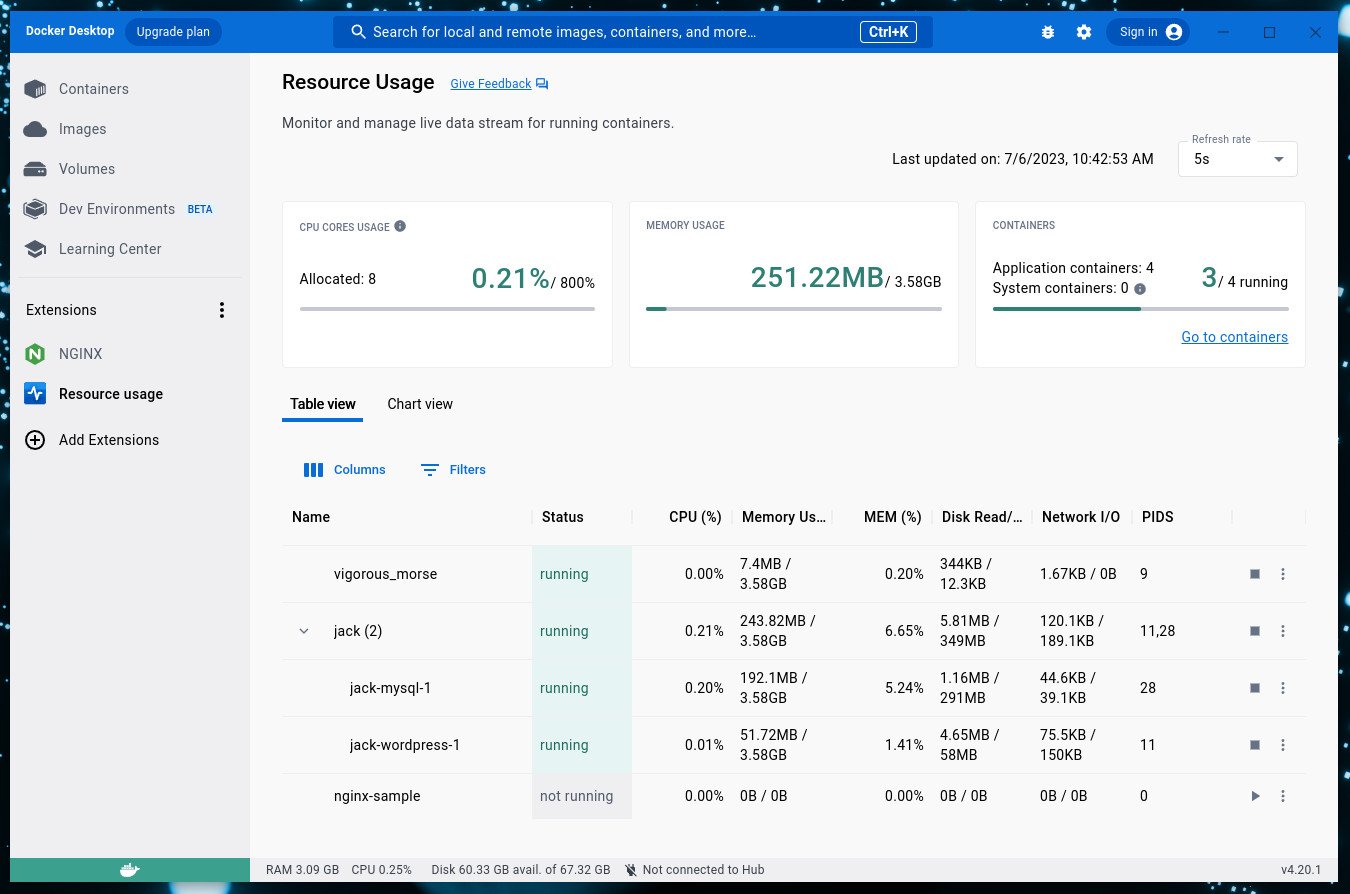 Docker Desktop Upgrade plan Search for local and remote images, containers, and more... Ctrl+K Sign in
Containers
Images
Volumes
Dev Environments BETA
Learning Center
Extensions
NGINX
Resource usage
Add Extensions
Resource Usage Give Feedback
Monitor and manage live data stream for running containers.
Last updated on: 7/6/2023, 10:42:53 AM
Refresh rate
5s
CPU CORES USAGE
Allocated: 8
0.21% / 800%
MEMORY USAGE
251.22MB / 3.58GB
CONTAINERS
Application containers: 4
System containers: 0
3 / 4 running
Go to containers
Table view Chart view
Columns Filters
Name Status CPU (%) Memory Us... MEM (%) Disk Read/... Network I/O PIDS
vigorous_morse running 0.00% 7.4MB / 3.58GB 0.20% 344KB / 12.3KB 1.67KB / 0B 9
jack (2) running 0.21% 243.82MB / 3.58GB 6.65% 5.81MB / 349MB 120.1KB / 189.1KB 11,28
jack-mysql-1 running 0.20% 192.1MB / 3.58GB 5.24% 1.16MB / 291MB 44.6KB / 39.1KB 28
jack-wordpress-1 running 0.01% 51.72MB / 3.58GB 1.41% 4.65MB / 58MB 75.5KB / 150KB 11
nginx-sample not running 0.00% 0B / 0B 0.00% 0B / 0B 0B / 0B 0
RAM 3.09 GB CPU 0.25% Disk 60.33 GB avail. of 67.32 GB Not connected to Hub v4.20.1